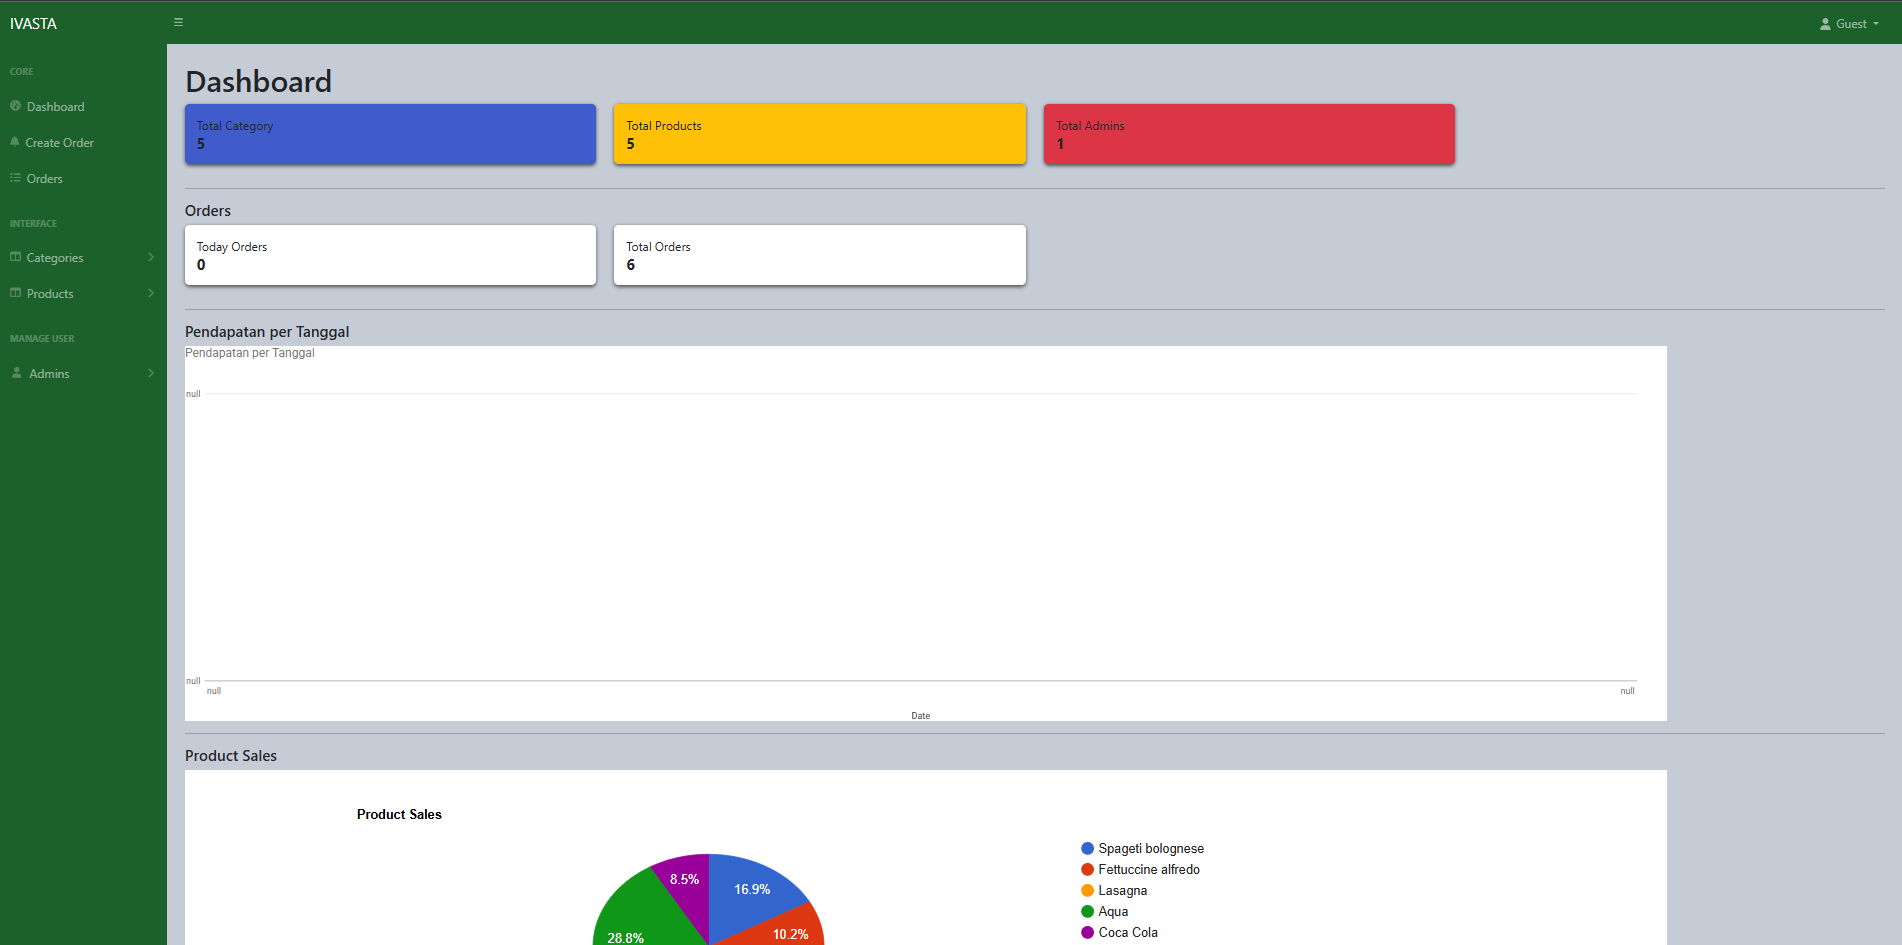 IVASTA
Guest
CORE
Dashboard
Create Order
Orders
INTERFACE
Categories
Products
MANAGE USER
Admins
Dashboard
Total Category
5
Total Products
5
Total Admins
1
Orders
Today Orders
0
Total Orders
6
Pendapatan per Tanggal
Pendapatan per Tanggal
null
null
null
null
Date
Product Sales
Product Sales
8.5%
16.9%
28.8%
10.2%
Spageti bolognese
Fettuccine alfredo
Lasagna
Aqua
Coca Cola